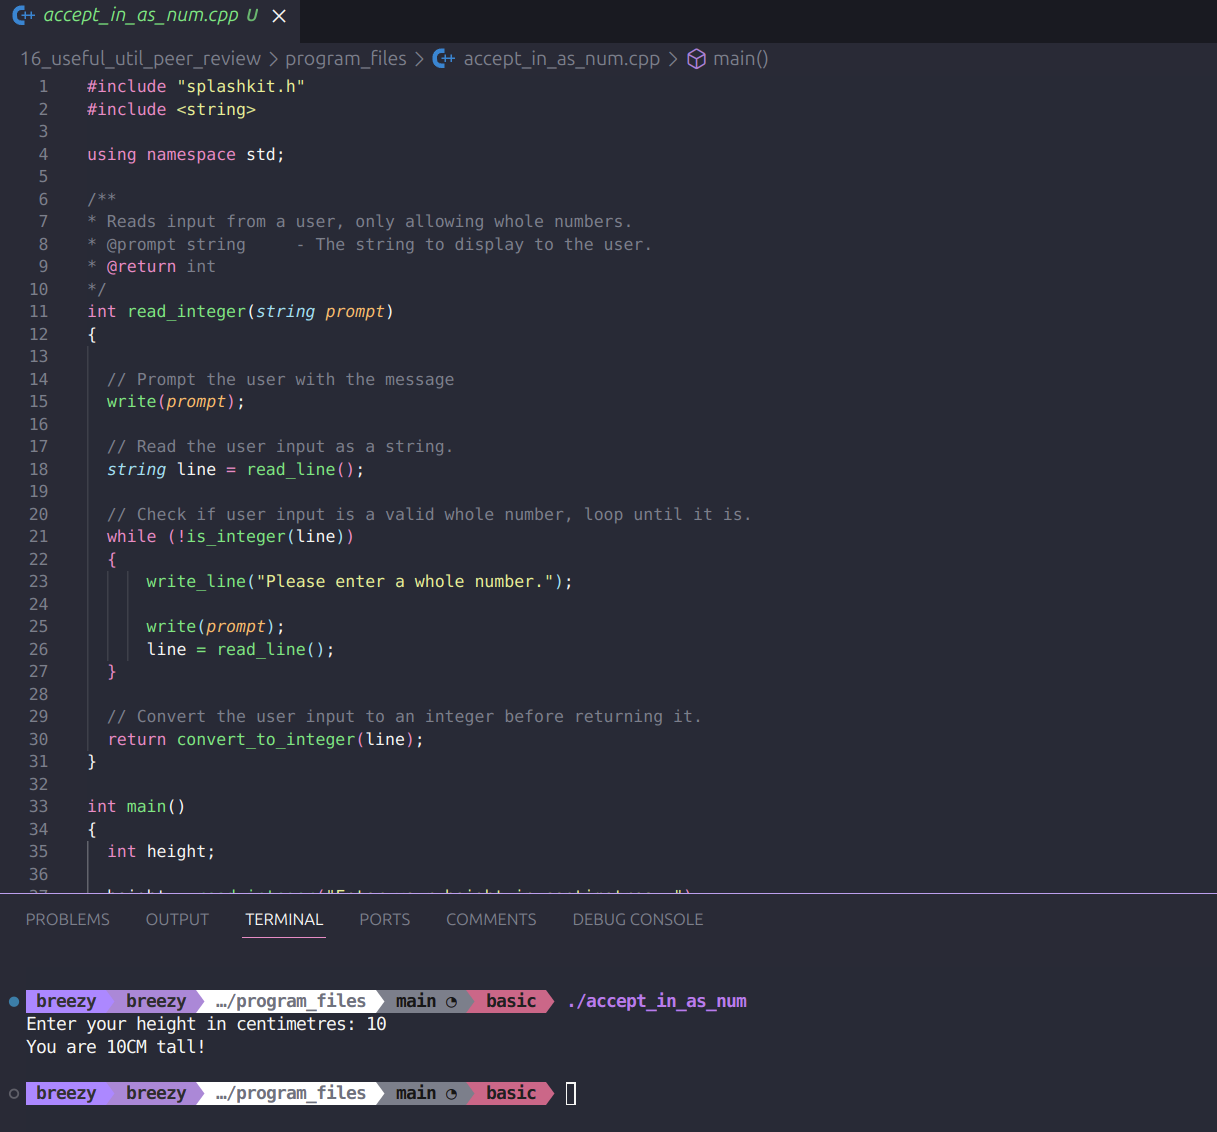 accept_in_as_num.cpp U
16_useful_util_peer_review > program_files > accept_in_as_num.cpp > main()
1 #include "splashkit.h"
2 #include <string>
3
4 using namespace std;
5
6 /**
7 * Reads input from a user, only allowing whole numbers.
8 * @prompt string     - The string to display to the user.
9 * @return int
10 */
11 int read_integer(string prompt)
12 {
13
14   // Prompt the user with the message
15   write(prompt);
16
17   // Read the user input as a string.
18   string line = read_line();
19
20   // Check if user input is a valid whole number, loop until it is.
21   while (!is_integer(line))
22   {
23       write_line("Please enter a whole number.");
24
25       write(prompt);
26       line = read_line();
27   }
28
29   // Convert the user input to an integer before returning it.
30   return convert_to_integer(line);
31 }
32
33 int main()
34 {
35   int height;
36
37   height = read_integer("Enter your height in centimetres: ");
PROBLEMS OUTPUT TERMINAL PORTS COMMENTS DEBUG CONSOLE
breezy breezy …/program_files main basic ./accept_in_as_num
Enter your height in centimetres: 10
You are 10CM tall!
breezy breezy …/program_files main basic